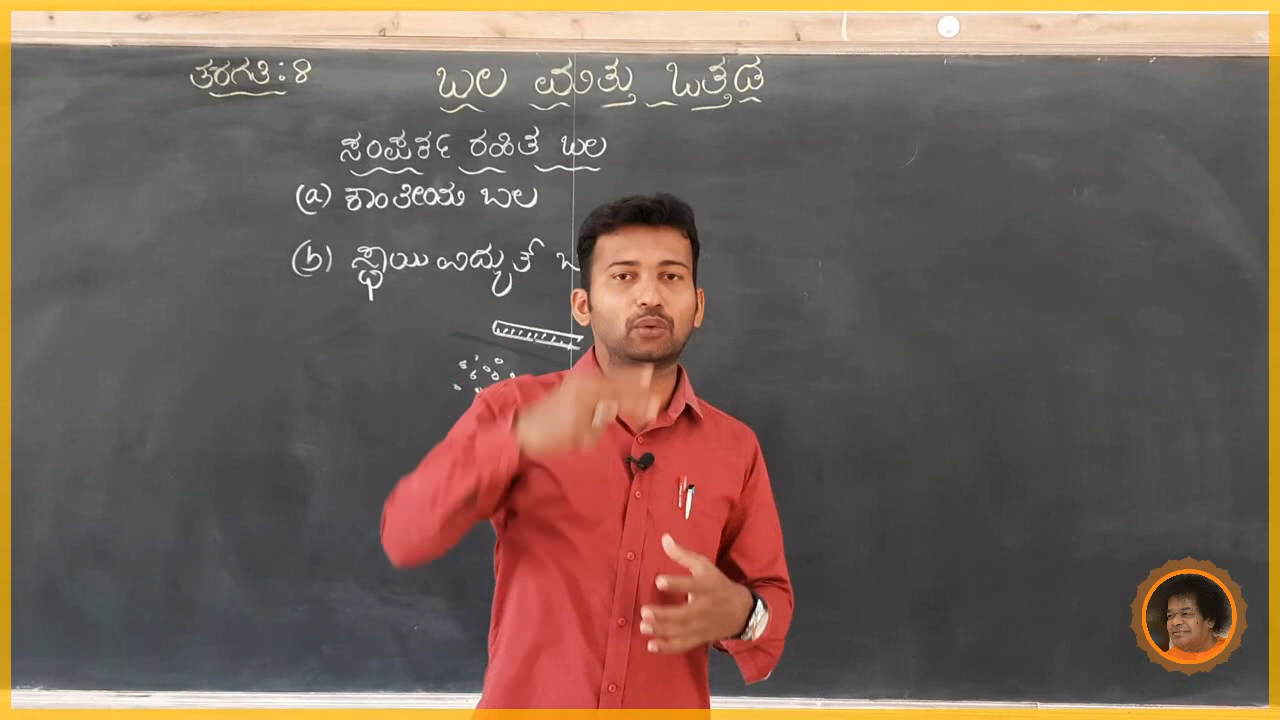 ತರಗತಿ: 8
ಬಲ ಮತ್ತು ಒತ್ತಡ
ಸಂಪರ್ಕ ರಹಿತ ಬಲ
(a) ಕಾಂತೀಯ ಬಲ
(b) ಸ್ಥಾಯಿ ವಿದ್ಯುತ್